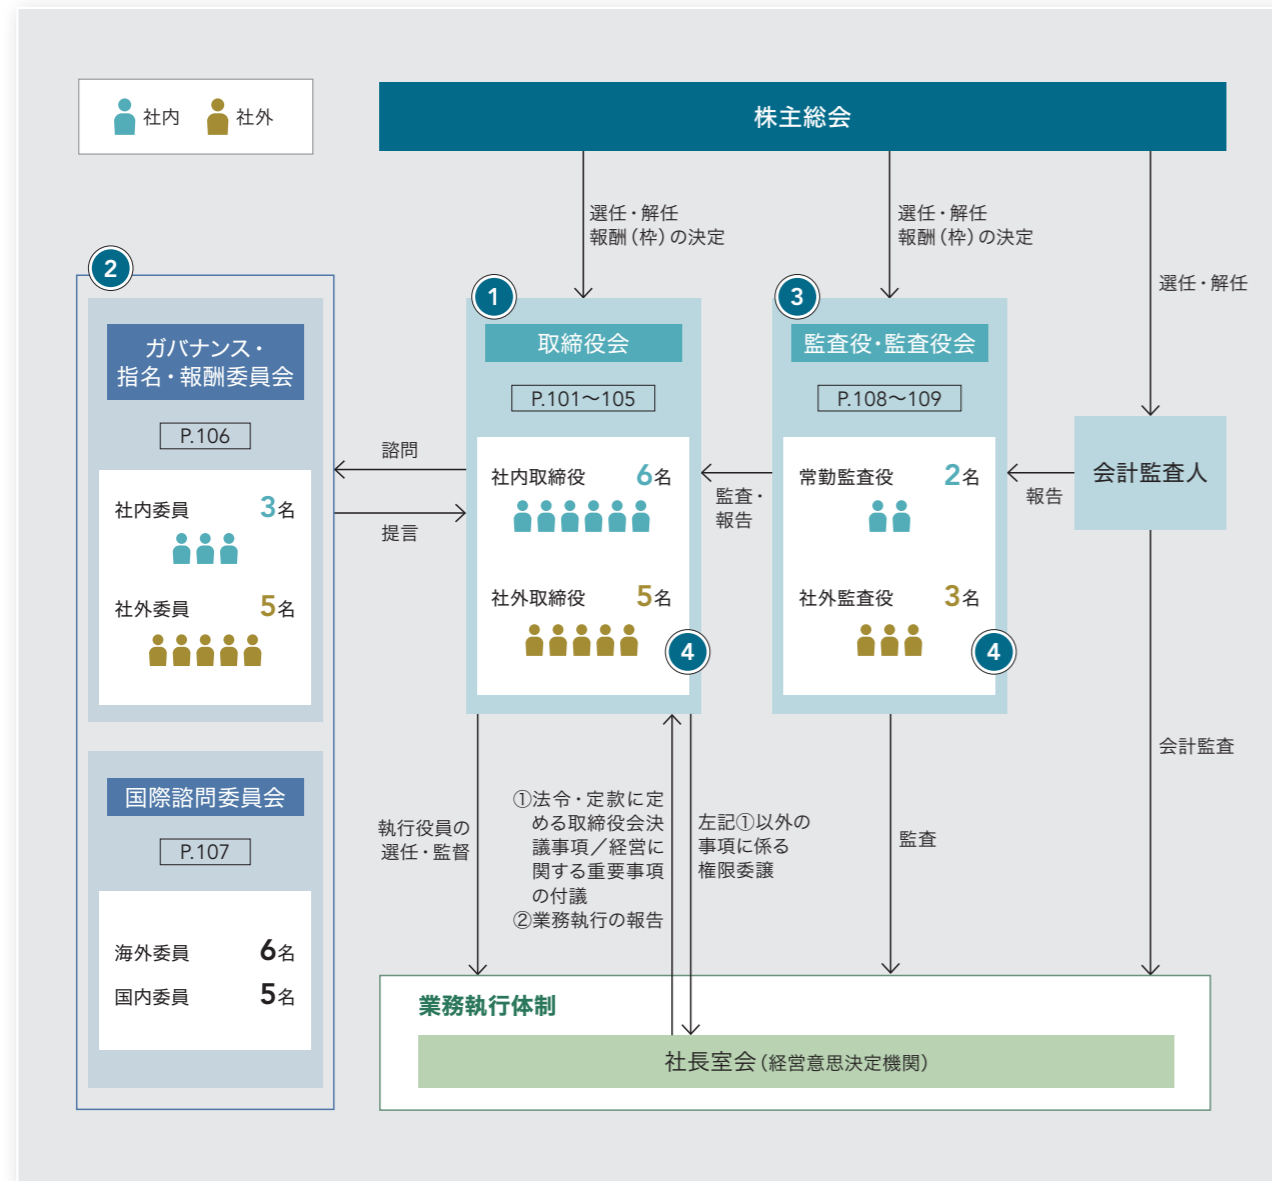 社内
社外
株主総会
選任・解任
報酬(枠)の決定
選任・解任
報酬(枠)の決定
選任・解任
2
ガバナンス・
指名・報酬委員会
P.106
社内委員 3名
社外委員 5名
国際諮問委員会
P.107
海外委員 6名
国内委員 5名
諮問
提言
1
取締役会
P.101〜105
社内取締役 6名
社外取締役 5名
4
監査・
報告
3
監査役・監査役会
P.108〜109
常勤監査役 2名
社外監査役 3名
4
報告
会計監査人
執行役員の
選任・監督
①法令・定款に定
める取締役会決
議事項／経営に
関する重要事項
の付議
②業務執行の報告
左記①以外の
事項に係る
権限委譲
監査
会計監査
業務執行体制
社長室会(経営意思決定機関)